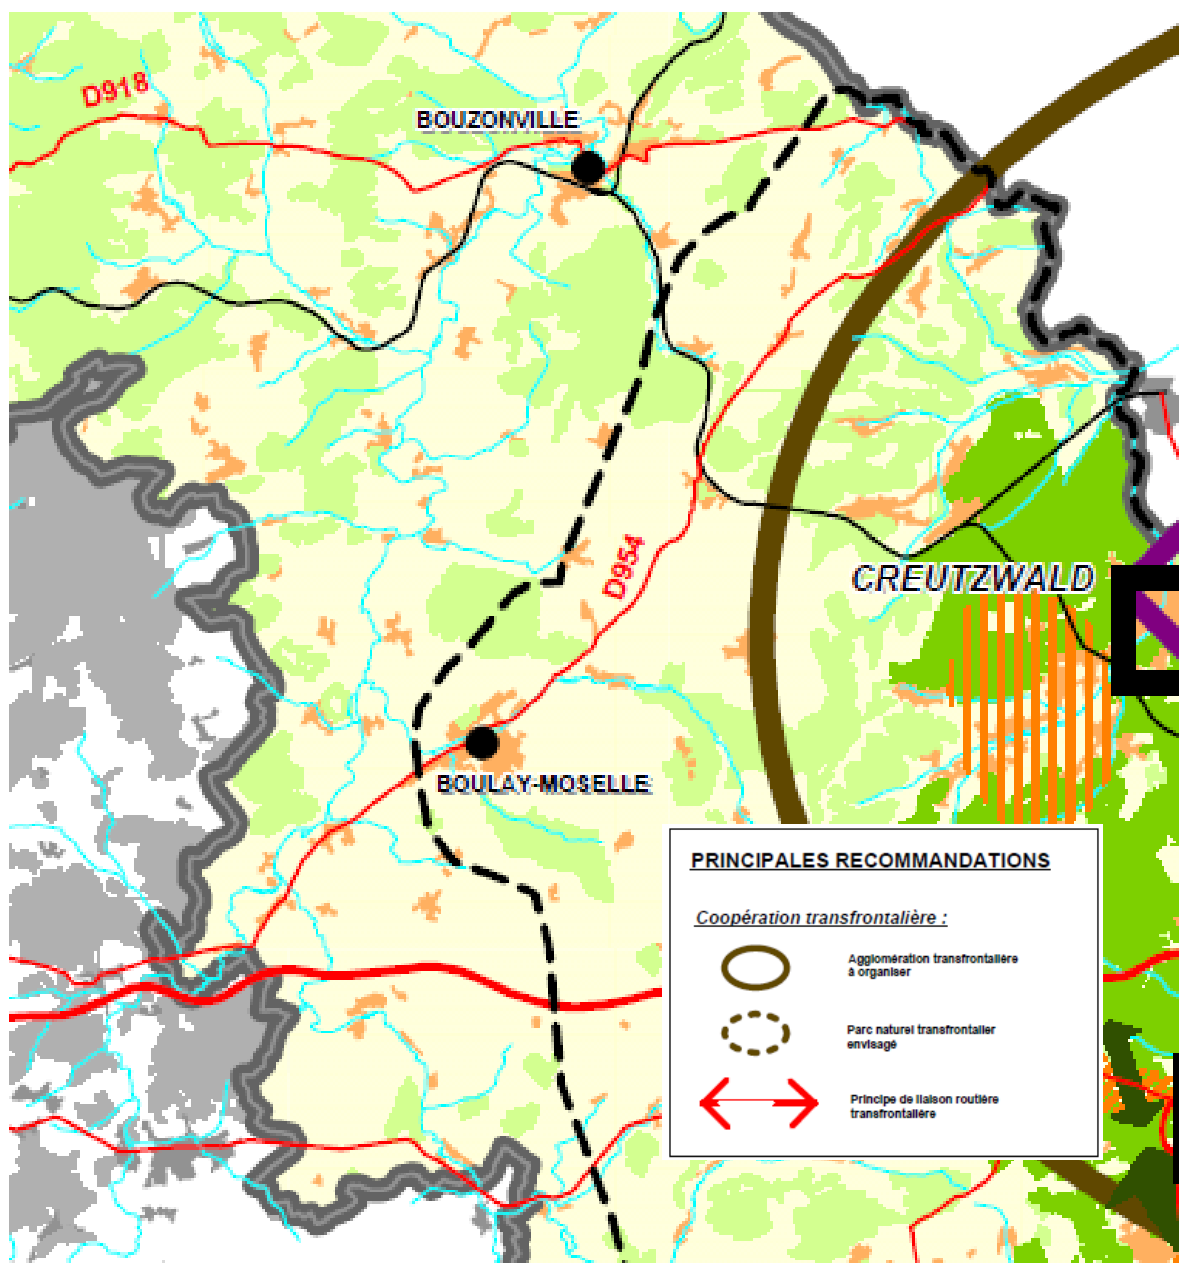 D918
BOUZONVILLE
D954
CREUTZWALD
BOULAY-MOSELLE
PRINCIPALES RECOMMANDATIONS
Coopération transfrontalière :
Agglomération transfrontalière
à organiser
Parc naturel transfrontalier
envisagé
Principe de liaison routière
transfrontalière